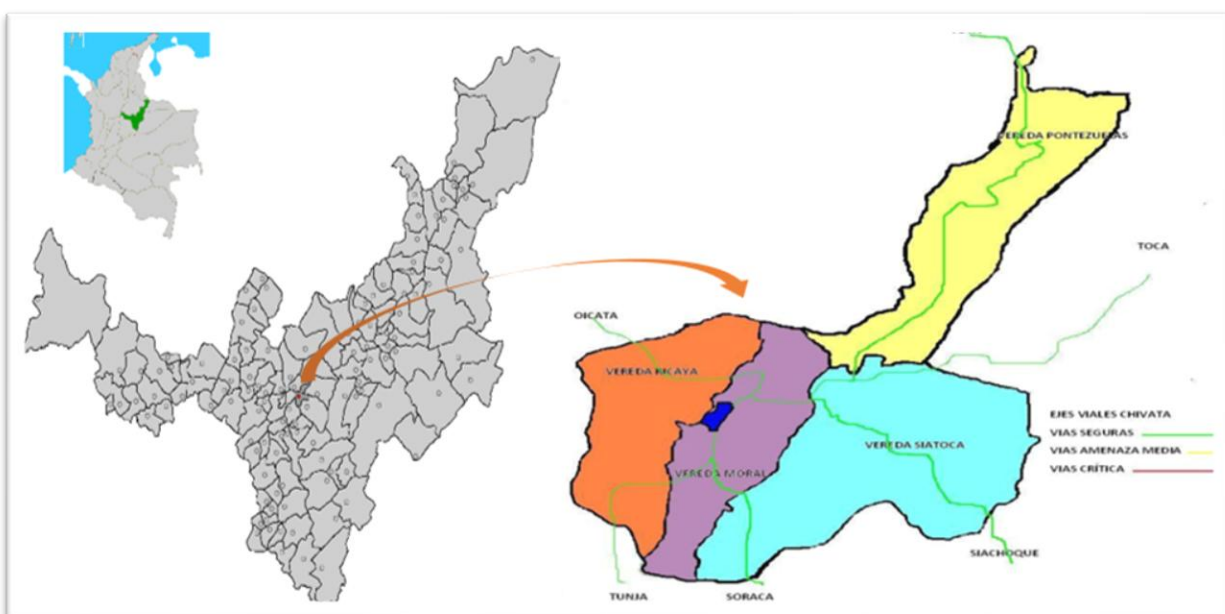 VEREDA PONTEZUELAS
TOCA
OICATA
VEREDA RICAYA
EJES VIALES CHIVATA
VIAS SEGURAS
VIAS AMENAZA MEDIA
VIAS CRÍTICA
VEREDA SIATOCA
VEREDA MORAL
SIACHOQUE
TUNJA
SORACA